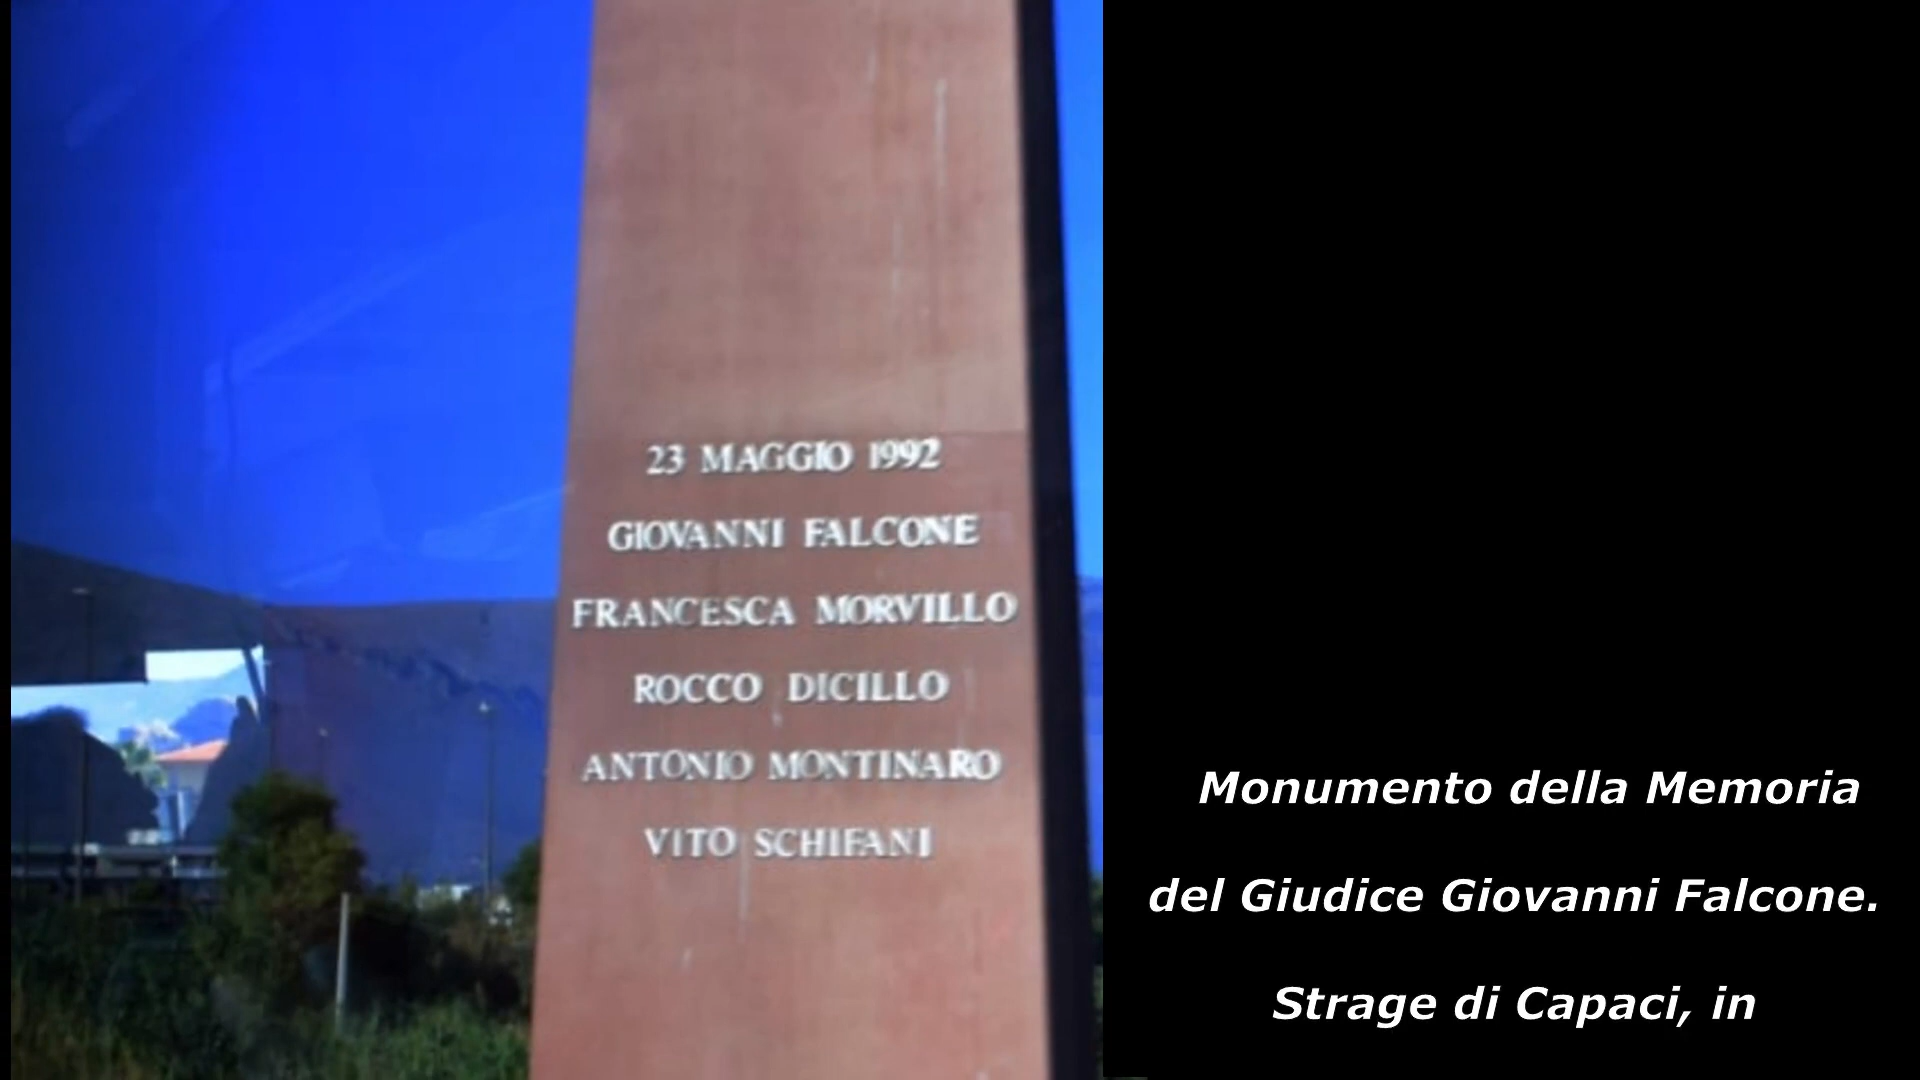 23 MAGGIO 1992
GIOVANNI FALCONE
FRANCESCA MORVILLO
ROCCO DICILLO
ANTONIO MONTINARO
VITO SCHIFANI
Monumento della Memoria
del Giudice Giovanni Falcone.
Strage di Capaci, in